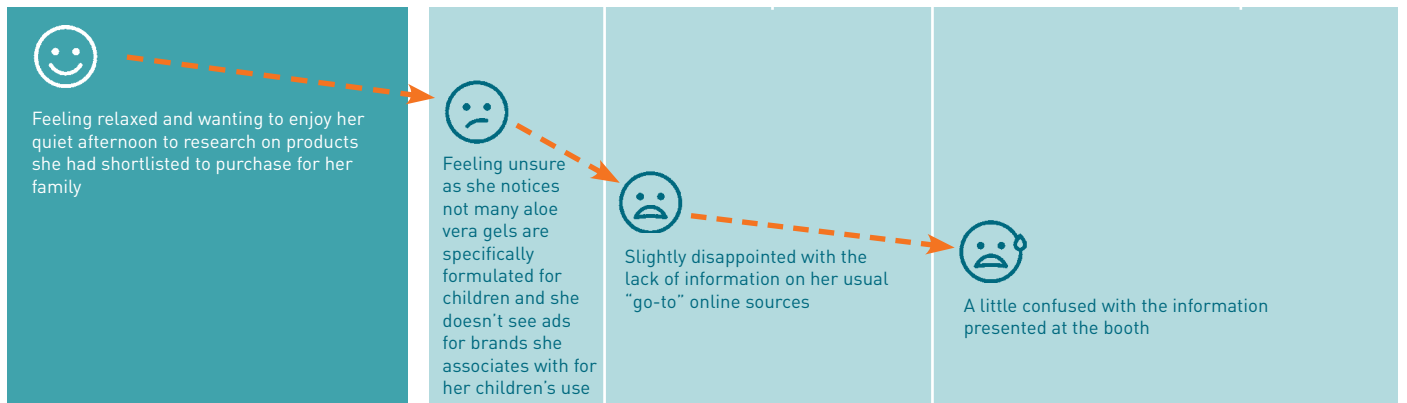 Feeling relaxed and wanting to enjoy her
quiet afternoon to research on products
she had shortlisted to purchase for her
family
Feeling unsure
as she notices
not many aloe
vera gels are
specifically
formulated for
children and she
doesn’t see ads
for brands she
associates with for
her children’s use
Slightly disappointed with the
lack of information on her usual
“go-to” online sources
A little confused with the information
presented at the booth